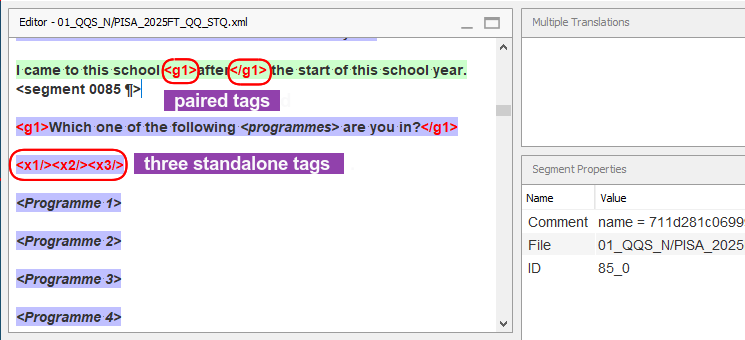 Editor - 01_QQS_N/PISA_2025FT_QQ_STQ.xml
I came to this school <g1>after</g1> the start of this school year.
<segment 0085 ¶>
paired tags
<g1>Which one of the following <programmes> are you in?</g1>
<x1/><x2/><x3/>
three standalone tags
<Programme 1>
<Programme 2>
<Programme 3>
<Programme 4>
Multiple Translations
Segment Properties
Name Value
Comment name = 711d281c0699
File 01_QQS_N/PISA_2025
ID 85_0